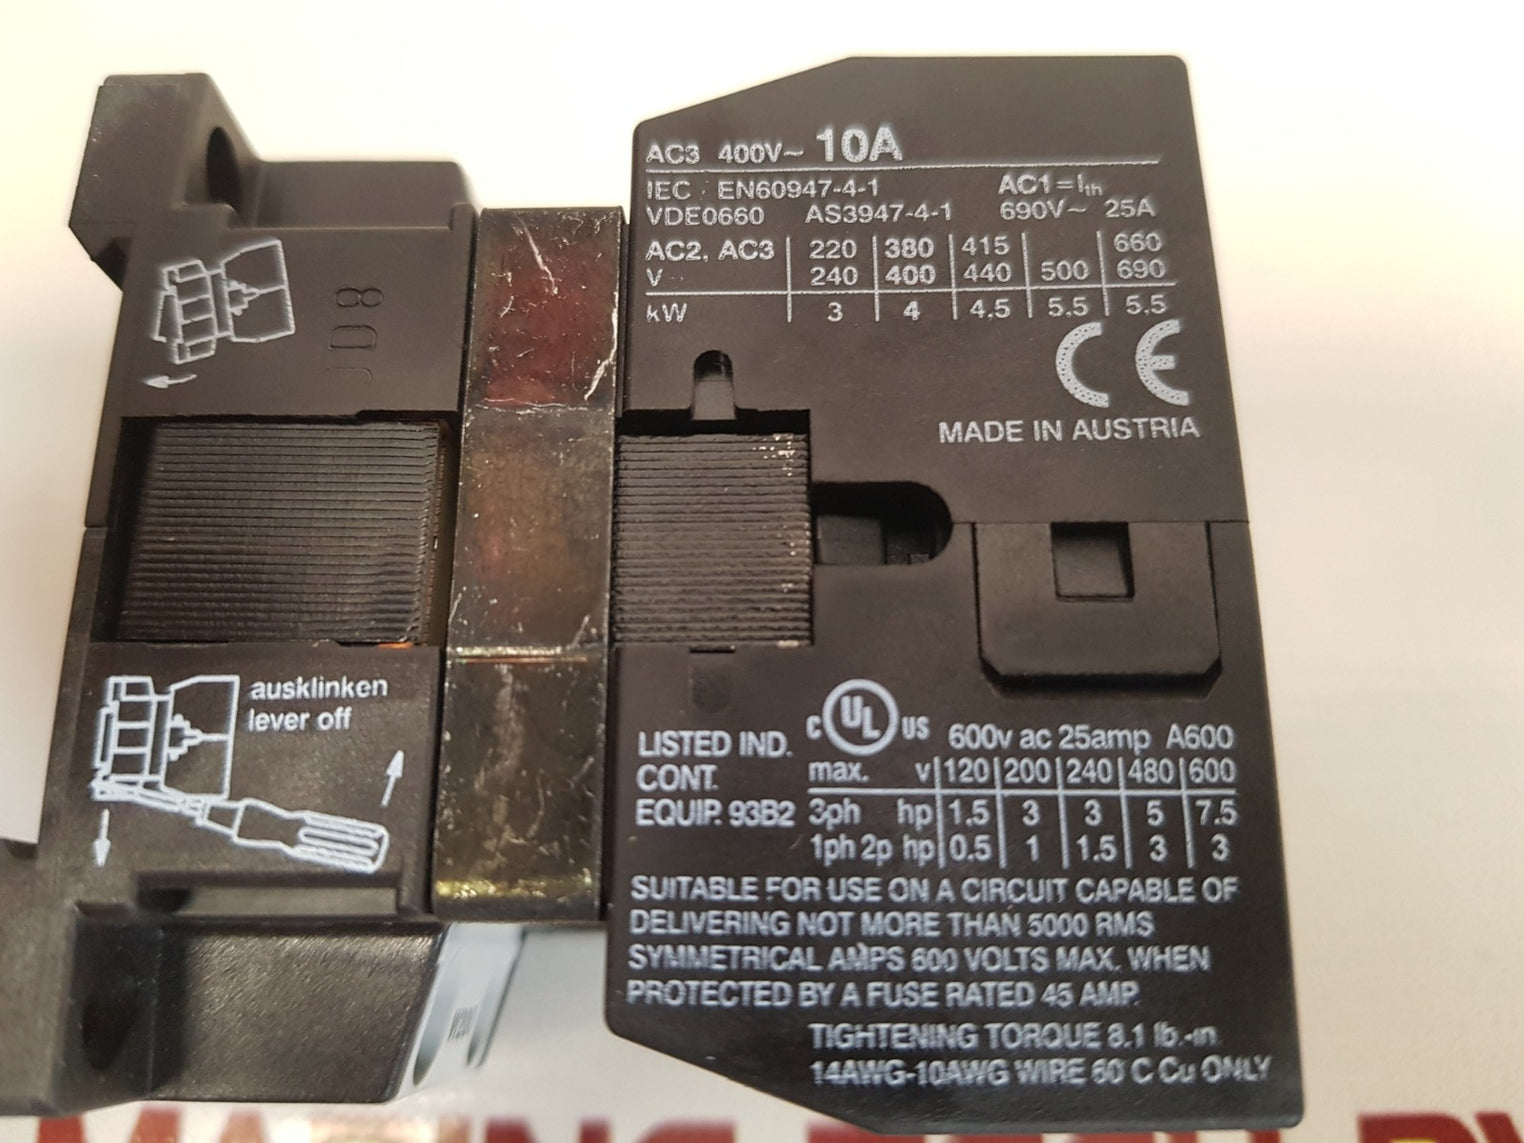 AC3 400V~ 10A
IEC EN60947-4-1 AC1=Ith
VDE0660 AS3947-4-1 690V~ 25A
AC2, AC3 220 380 415 660
V 240 400 440 500 690
kW 3 4 4.5 5.5 5.5
CE
MADE IN AUSTRIA
JD8
ausklinken
lever off
LISTED IND.
CONT.
EQUIP. 93B2
c UL US 600v ac 25amp A600
max. v 120 200 240 480 600
3ph hp 1.5 3 3 5 7.5
1ph 2p hp 0.5 1 1.5 3 3
SUITABLE FOR USE ON A CIRCUIT CAPABLE OF
DELIVERING NOT MORE THAN 5000 RMS
SYMMETRICAL AMPS 600 VOLTS MAX. WHEN
PROTECTED BY A FUSE RATED 45 AMP.
TIGHTENING TORQUE 8.1 lb.-in
14AWG-10AWG WIRE 60°C Cu ONLY